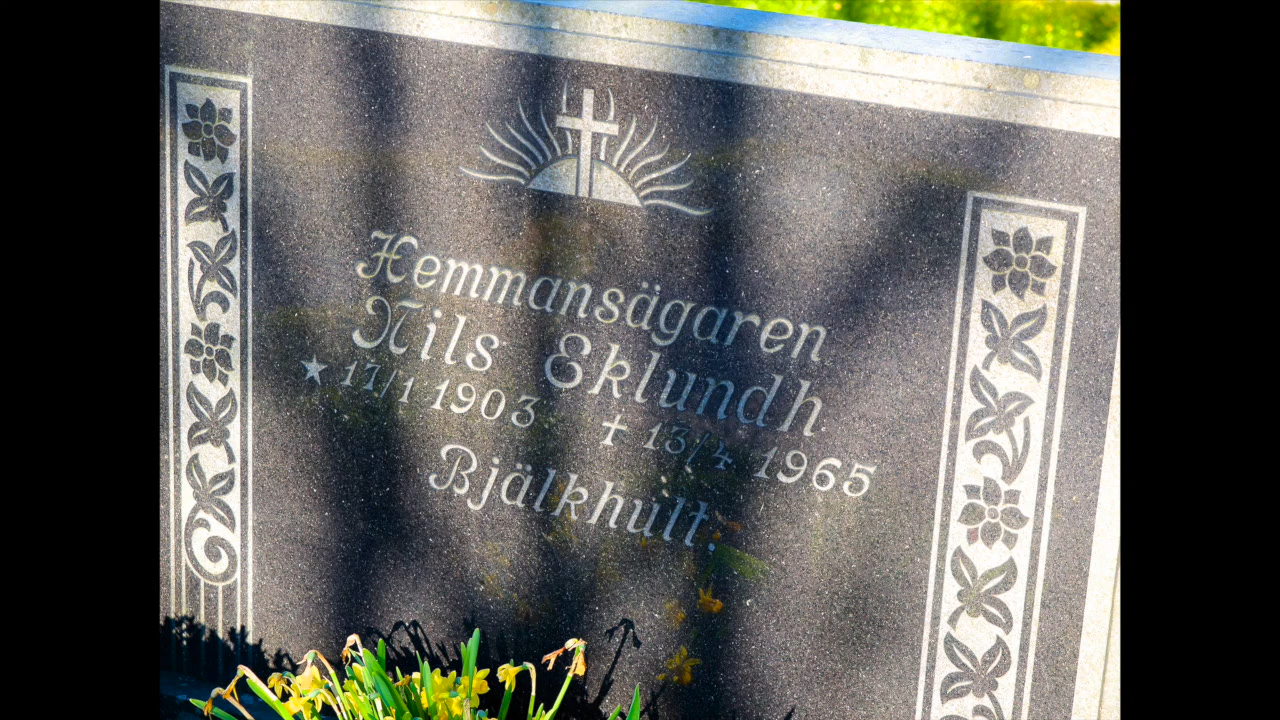 Hemmansägaren
Nils Eklundh.
★ 17/1 1903 ✝ 13/4 1965
Bjälkhult.